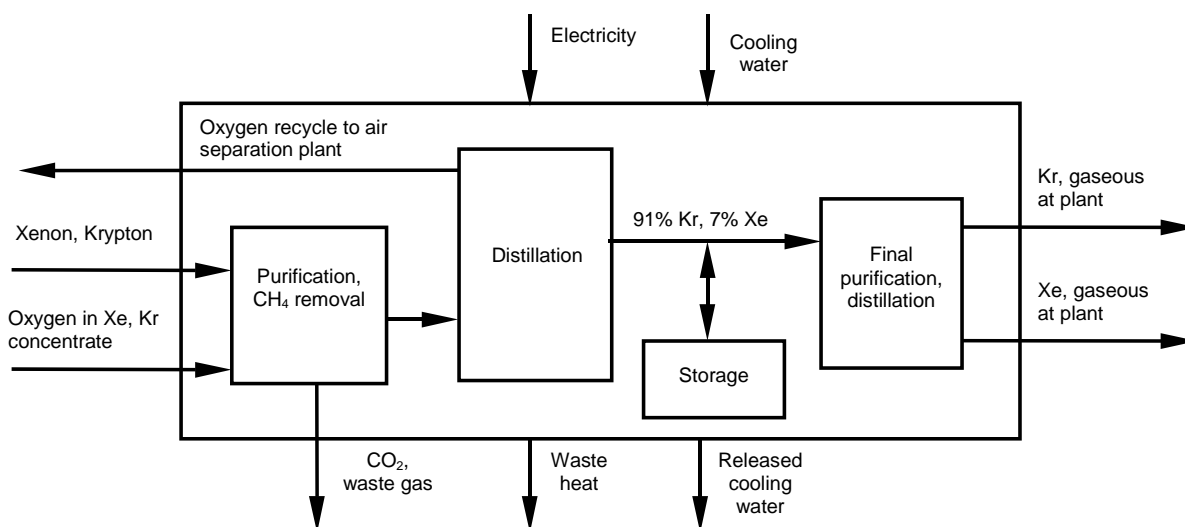 Electricity
Cooling
water
Oxygen recycle to air
separation plant
Kr, gaseous
at plant
91% Kr, 7% Xe
Xenon, Krypton
Distillation
Final
purification,
distillation
Purification,
CH₄ removal
Xe, gaseous
at plant
Oxygen in Xe, Kr
concentrate
Storage
CO₂,
waste gas
Waste
heat
Released
cooling
water